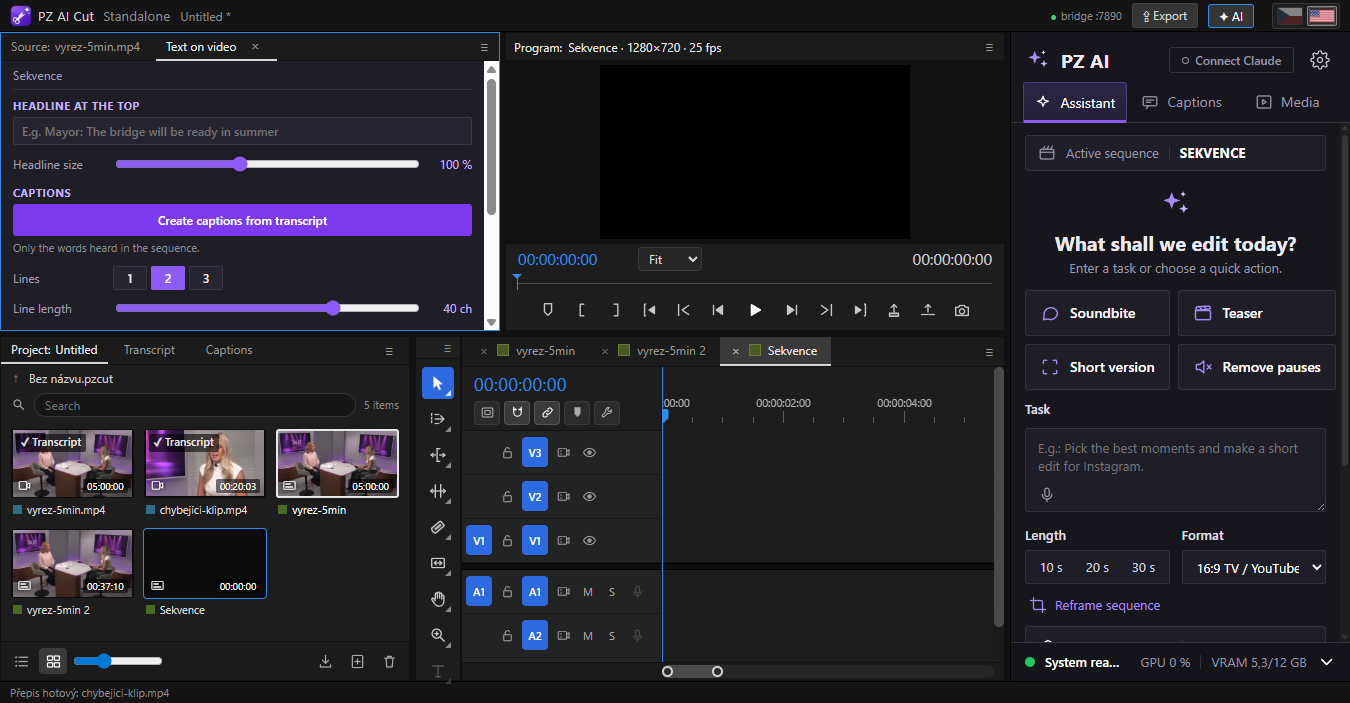 PZ AI Cut Standalone Untitled * bridge :7890 Export AI
Source: vyrez-5min.mp4 Text on video ×
Sekvence
HEADLINE AT THE TOP
E.g. Mayor: The bridge will be ready in summer
Headline size 100 %
CAPTIONS
Create captions from transcript
Only the words heard in the sequence.
Lines 1 2 3
Line length 40 ch
Program: Sekvence · 1280×720 · 25 fps
00:00:00:00 Fit 00:00:00:00
PZ AI Connect Claude
Assistant Captions Media
Active sequence SEKVENCE
What shall we edit today?
Enter a task or choose a quick action.
Soundbite Teaser
Short version Remove pauses
Task
E.g.: Pick the best moments and make a short
edit for Instagram.
Length Format
10 s 20 s 30 s 16:9 TV / YouTube
Reframe sequence
System rea... GPU 0 % VRAM 5,3/12 GB
Project: Untitled Transcript Captions
↑ Bez názvu.pzcut
Search 5 items
✓ Transcript ✓ Transcript
05:00:00 00:20:03 05:00:00
vyrez-5min.mp4 chybejici-klip.mp4 vyrez-5min
00:37:10 00:00:00
vyrez-5min 2 Sekvence
× vyrez-5min × vyrez-5min 2 × Sekvence
00:00:00:00
00:00 00:00:02:00 00:00:04:00
V3
V2
V1 V1
A1 A1 M S
A2 M S
Přepis hotový: chybejici-klip.mp4